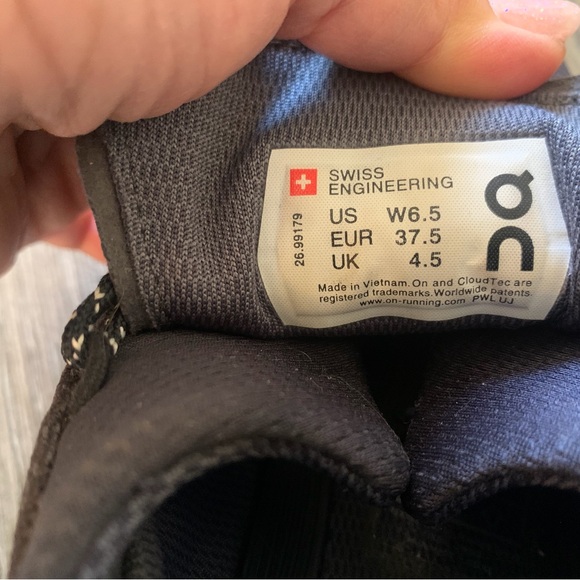 SWISS
ENGINEERING
US W6.5
EUR 37.5
UK 4.5
26.99179
Made in Vietnam. On and CloudTec are
registered trademarks. Worldwide patents.
www.on-running.com PWL UJ
On